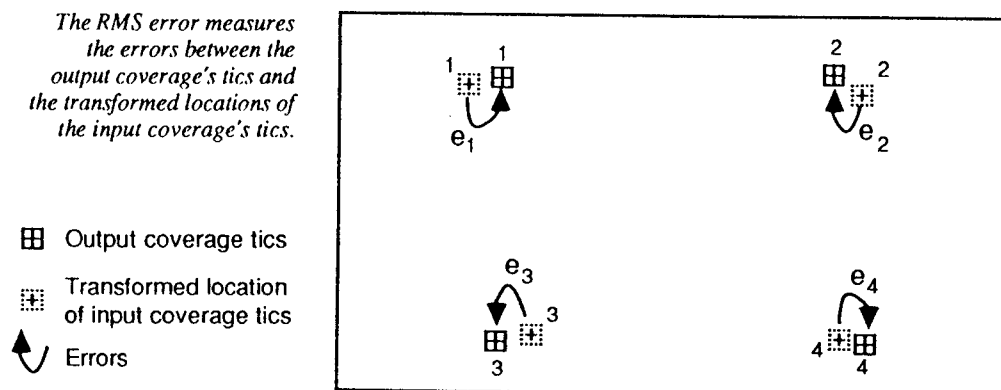 The RMS error measures
the errors between the
output coverage's tics and
the transformed locations of
the input coverage's tics.
Output coverage tics
Transformed location
of input coverage tics
Errors
1 1
e1
2 2
e2
e3
3
3
e4
4 4